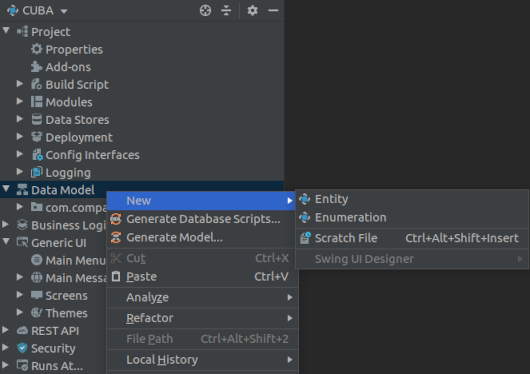 CUBA
Project
Properties
Add-ons
Build Script
Modules
Data Stores
Deployment
Config Interfaces
Logging
Data Model
com.compa
Business Logi
Generic UI
Main Menu
Main Messa
Screens
Themes
REST API
Security
Runs At...
New
Generate Database Scripts...
Generate Model...
Cut Ctrl+X
Paste Ctrl+V
Analyze
Refactor
File Path Ctrl+Alt+Shift+2
Local History
Entity
Enumeration
Scratch File Ctrl+Alt+Shift+Insert
Swing UI Designer